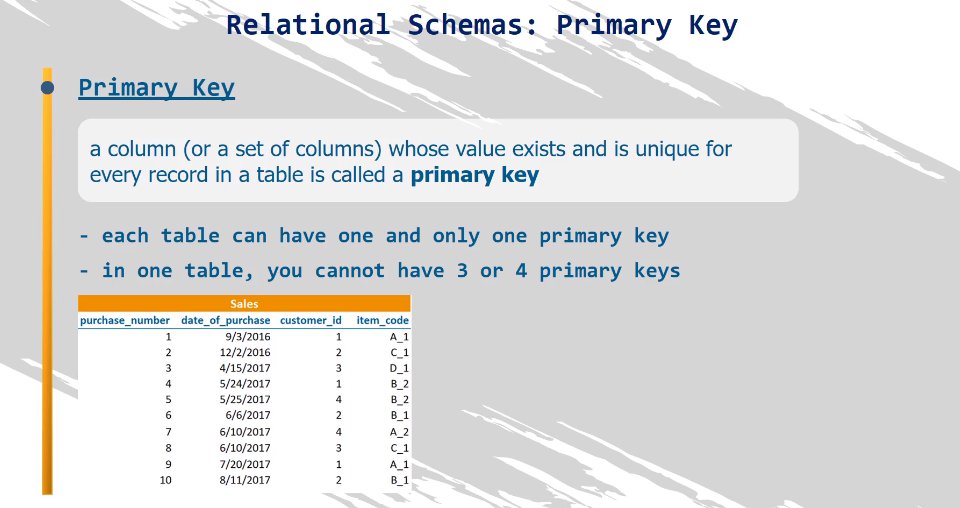 Relational Schemas: Primary Key
Primary Key
a column (or a set of columns) whose value exists and is unique for
every record in a table is called a primary key
- each table can have one and only one primary key
- in one table, you cannot have 3 or 4 primary keys
Sales
purchase_number date_of_purchase customer_id item_code
1 9/3/2016 1 A_1
2 12/2/2016 2 C_1
3 4/15/2017 3 D_1
4 5/24/2017 1 B_2
5 5/25/2017 4 B_2
6 6/6/2017 2 B_1
7 6/10/2017 4 A_2
8 6/10/2017 3 C_1
9 7/20/2017 1 A_1
10 8/11/2017 2 B_1